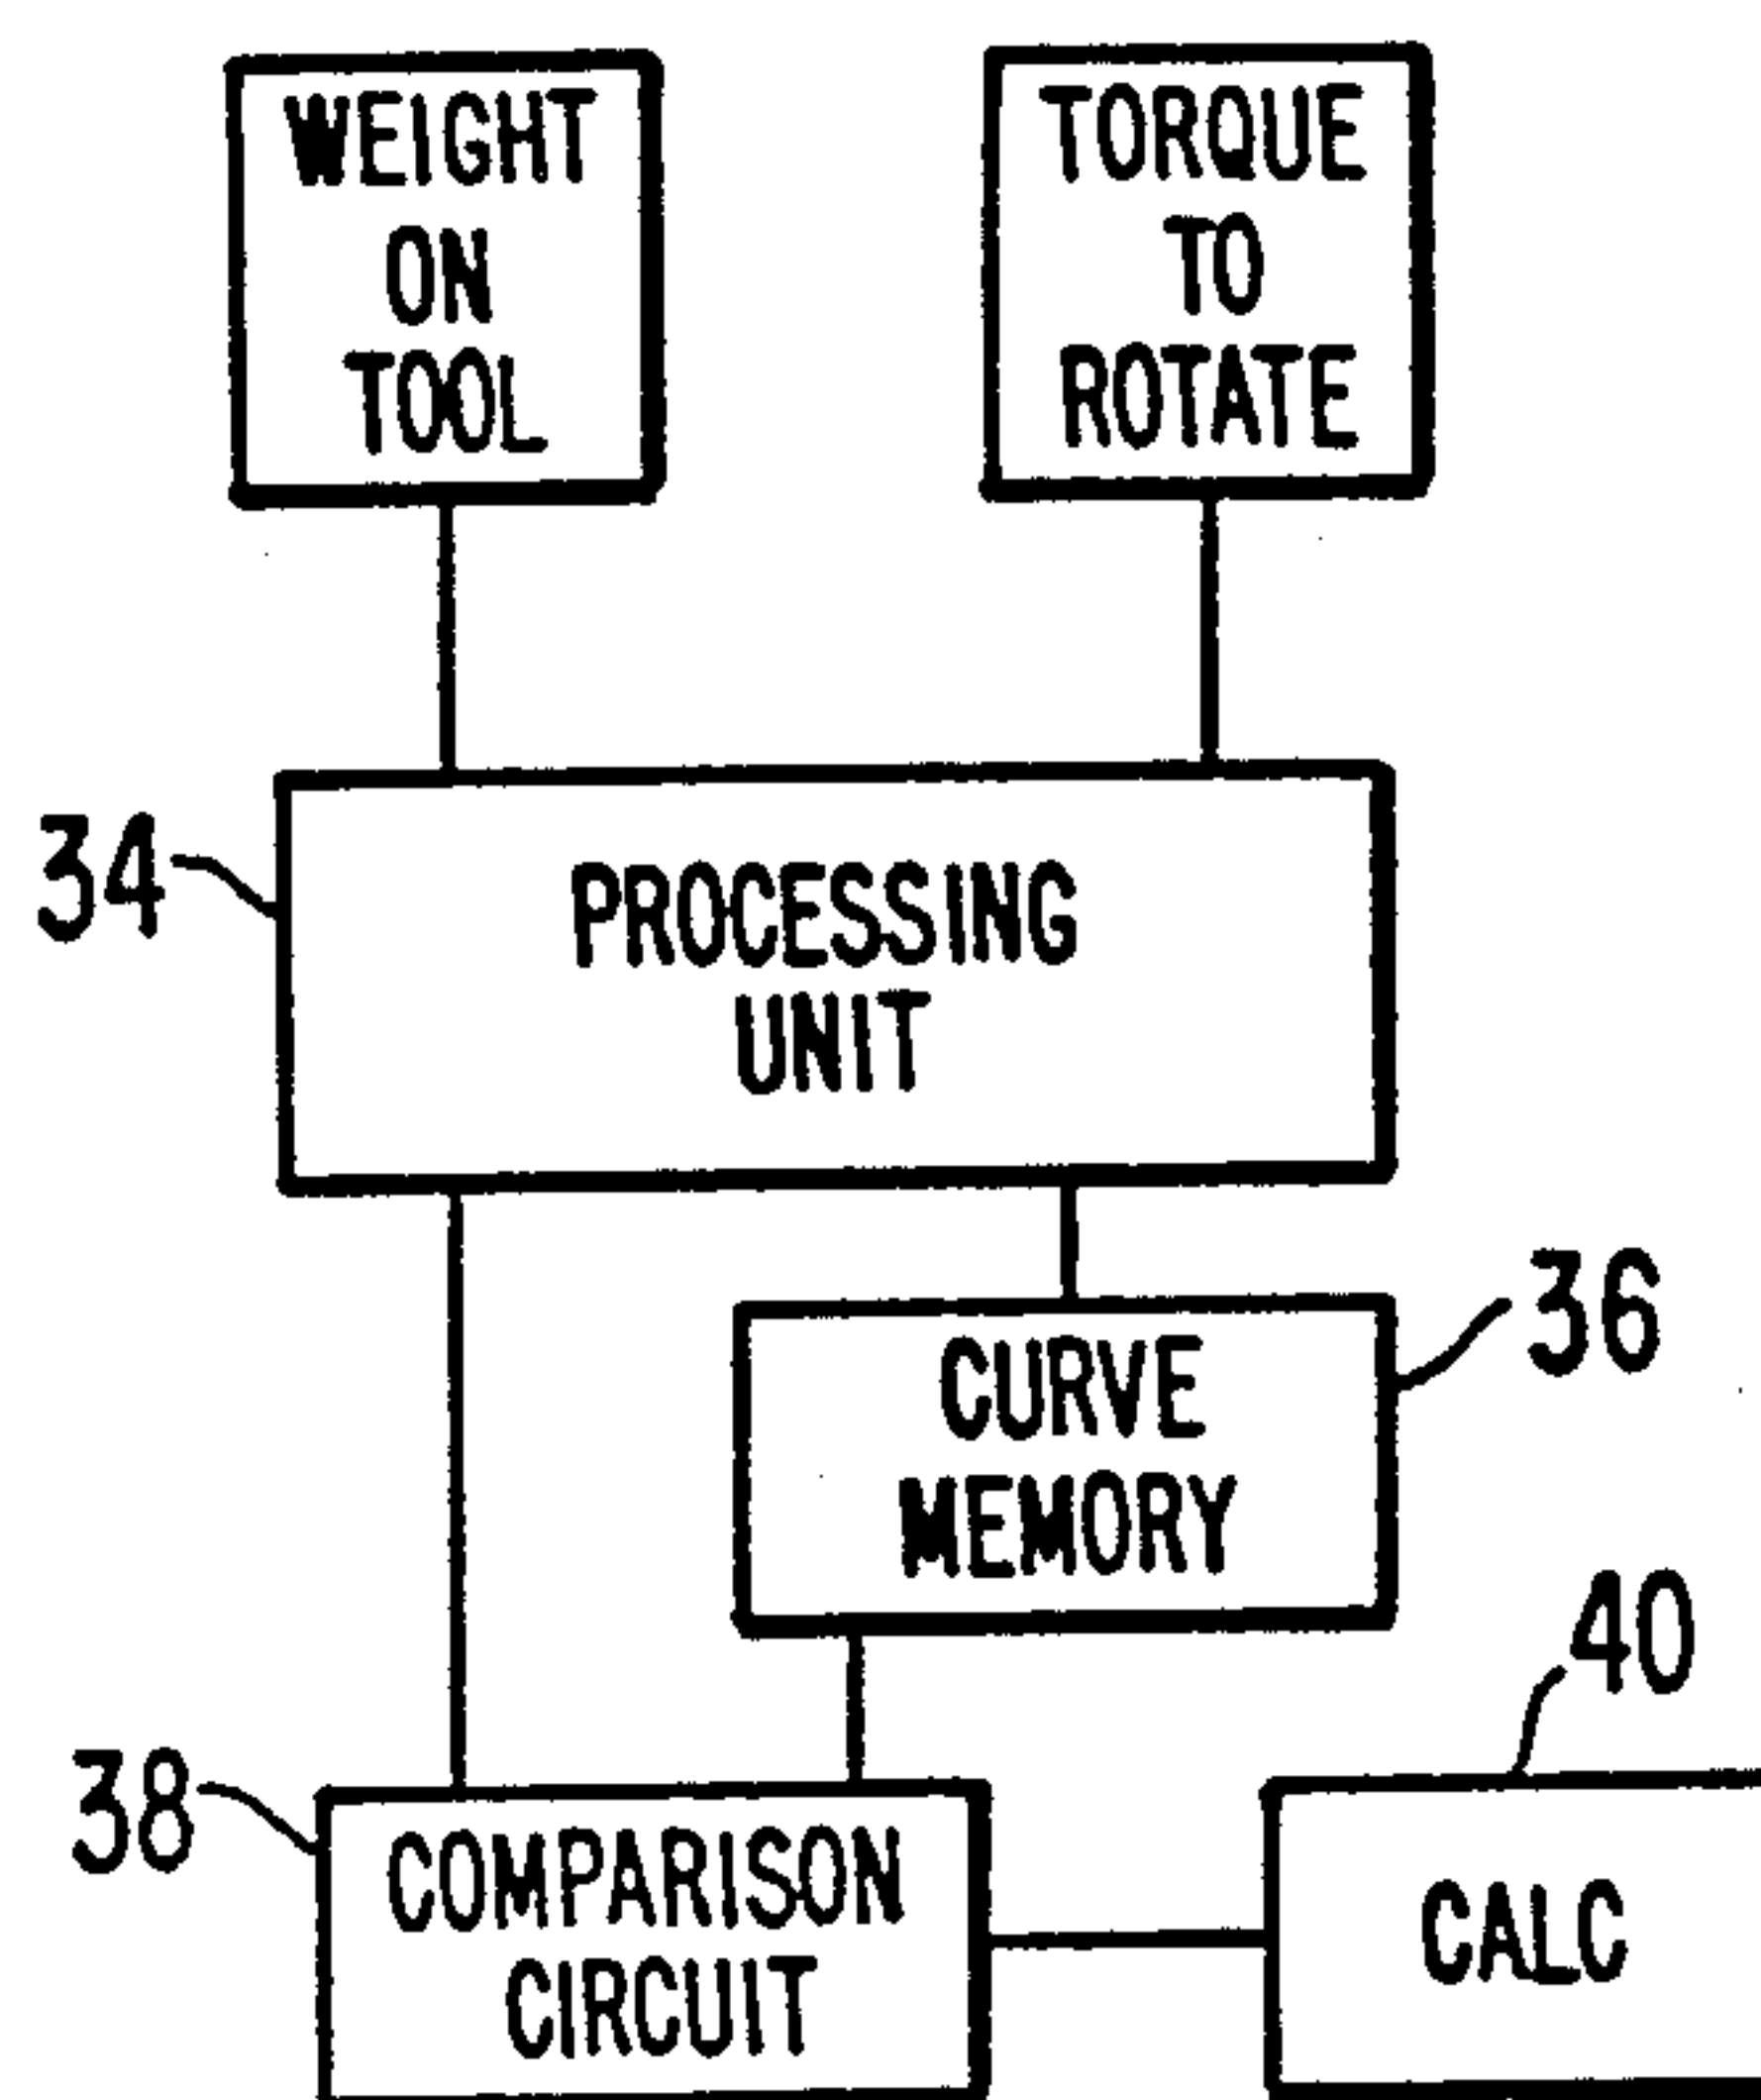 WEIGHT
ON
TOOL
TORQUE
TO
ROTATE
34
PROCESSING
UNIT
36
CURVE
MEMORY
40
38
COMPARISON
CIRCUIT
CALC